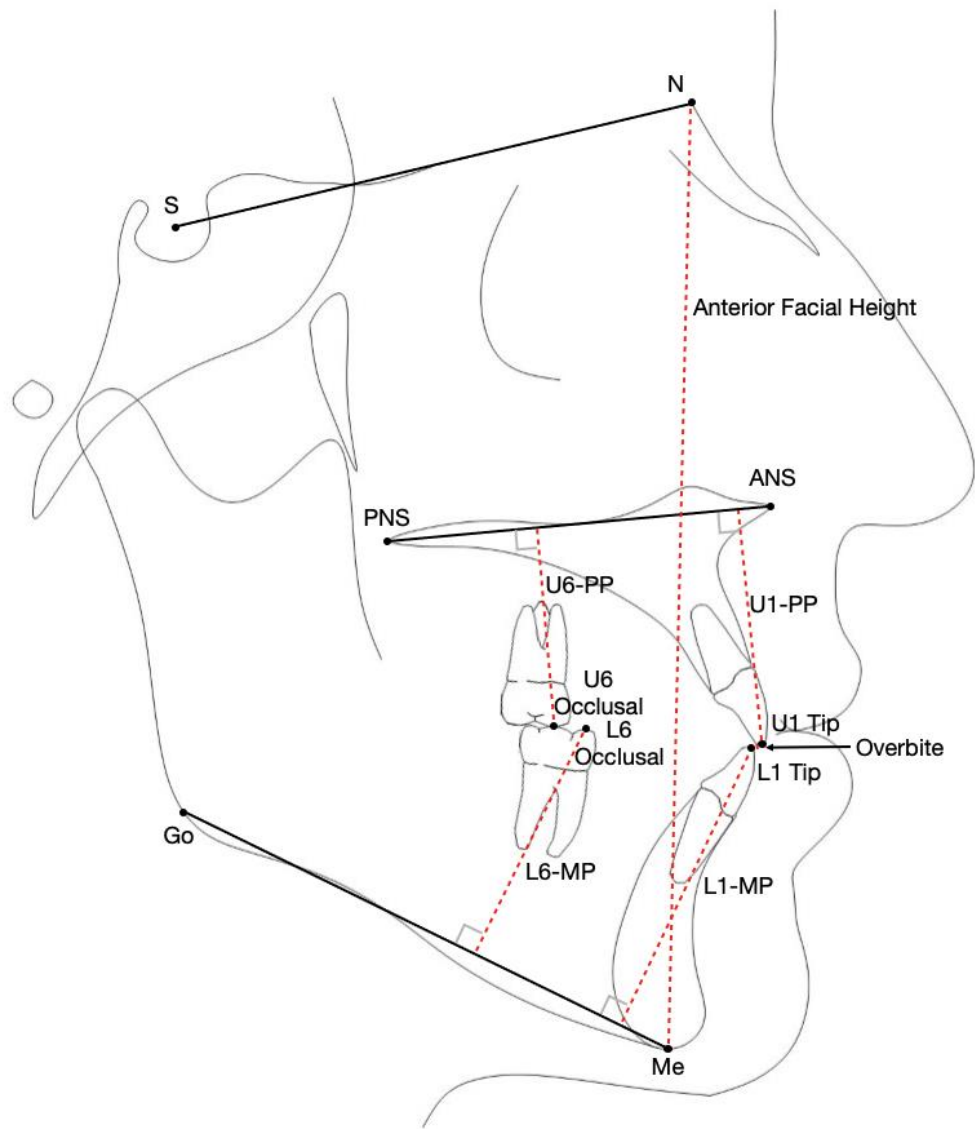 N
S
Anterior Facial Height
ANS
PNS
U6-PP
U1-PP
U6
Occlusal
U1 Tip
L6
Occlusal
Overbite
L1 Tip
Go
L6-MP
L1-MP
Me